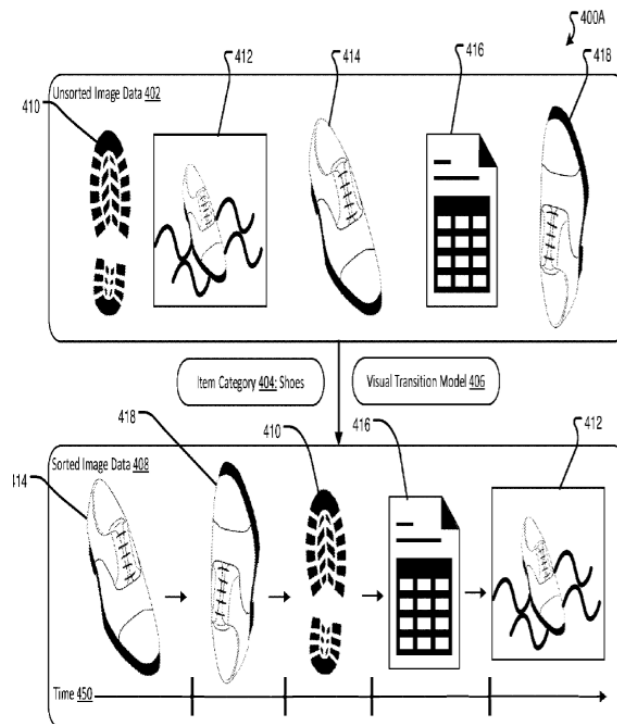 400A
412
414
416
418
Unsorted Image Data 402
410
Item Category 404: Shoes
Visual Transition Model 406
418
410
416
412
Sorted Image Data 408
414
Time 450